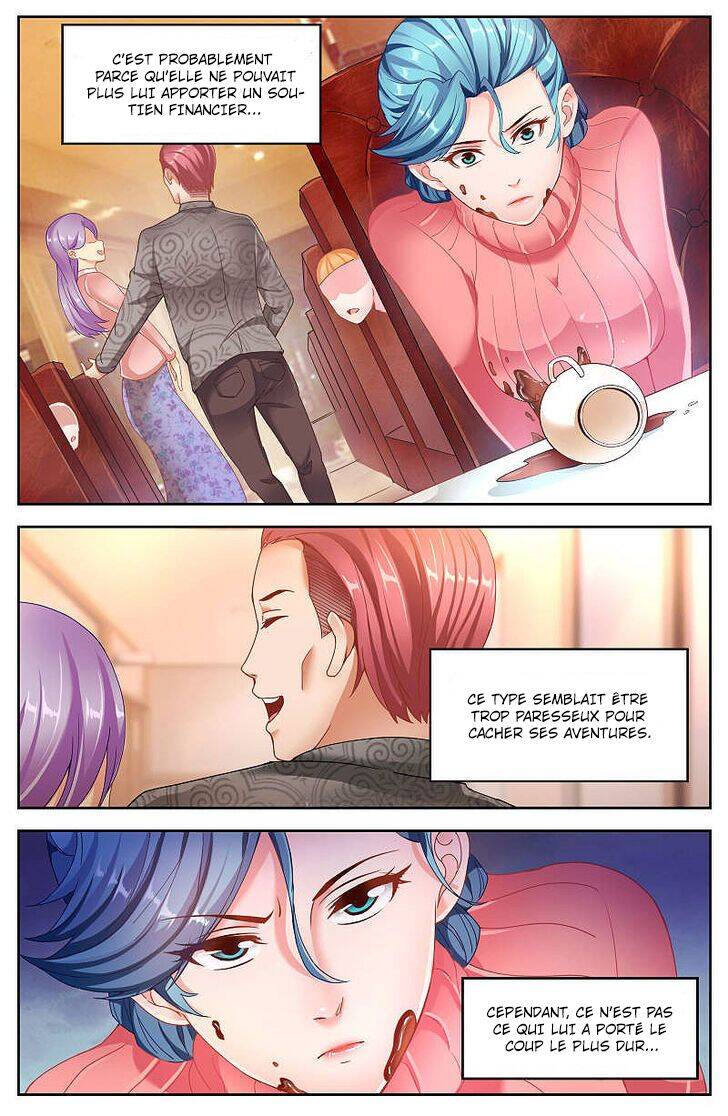 C'EST PROBABLEMENT
PARCE QU'ELLE NE POUVAIT
PLUS LUI APPORTER UN SOU-
TIEN FINANCIER...
CE TYPE SEMBLAIT ÊTRE
TROP PARESSEUX POUR
CACHER SES AVENTURES.
CEPENDANT, CE N'EST PAS
CE QUI LUI A PORTÉ LE
COUP LE PLUS DUR...